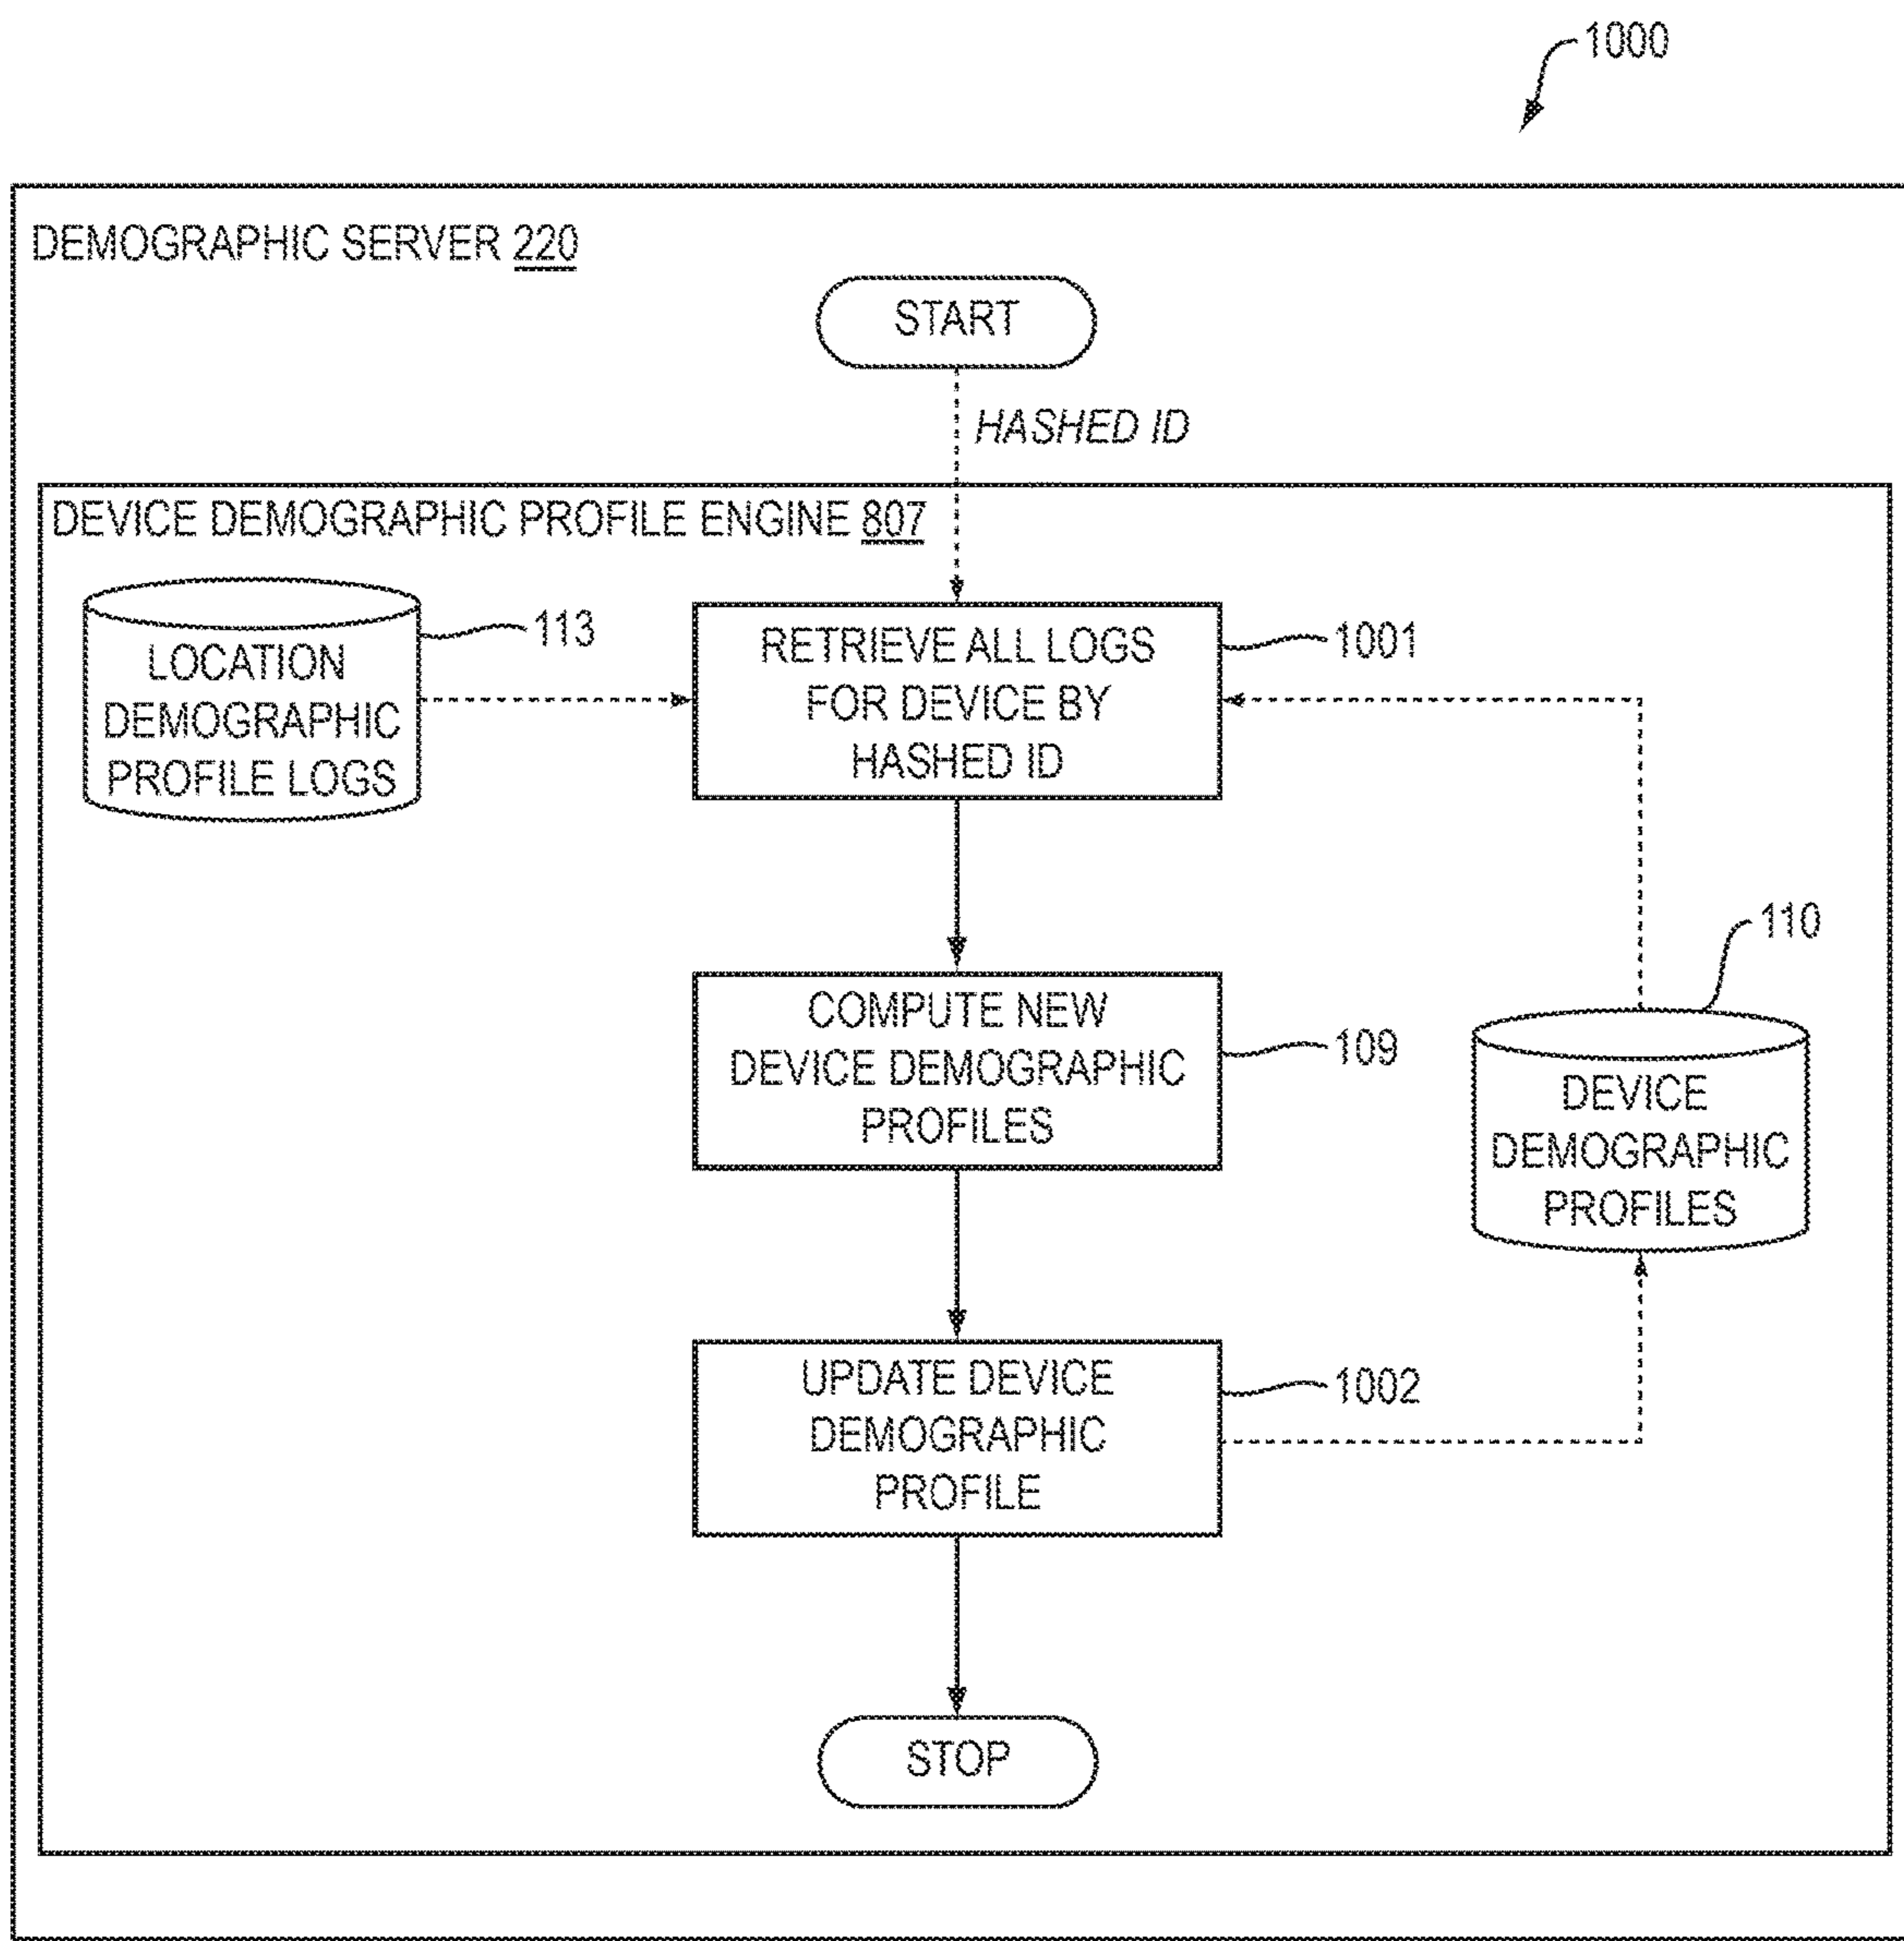 1000
DEMOGRAPHIC SERVER 220
START
HASHED ID
DEVICE DEMOGRAPHIC PROFILE ENGINE 807
LOCATION
DEMOGRAPHIC
PROFILE LOGS
113
RETRIEVE ALL LOGS
FOR DEVICE BY
HASHED ID
1001
COMPUTE NEW
DEVICE DEMOGRAPHIC
PROFILES
109
110
DEVICE
DEMOGRAPHIC
PROFILES
UPDATE DEVICE
DEMOGRAPHIC
PROFILE
1002
STOP